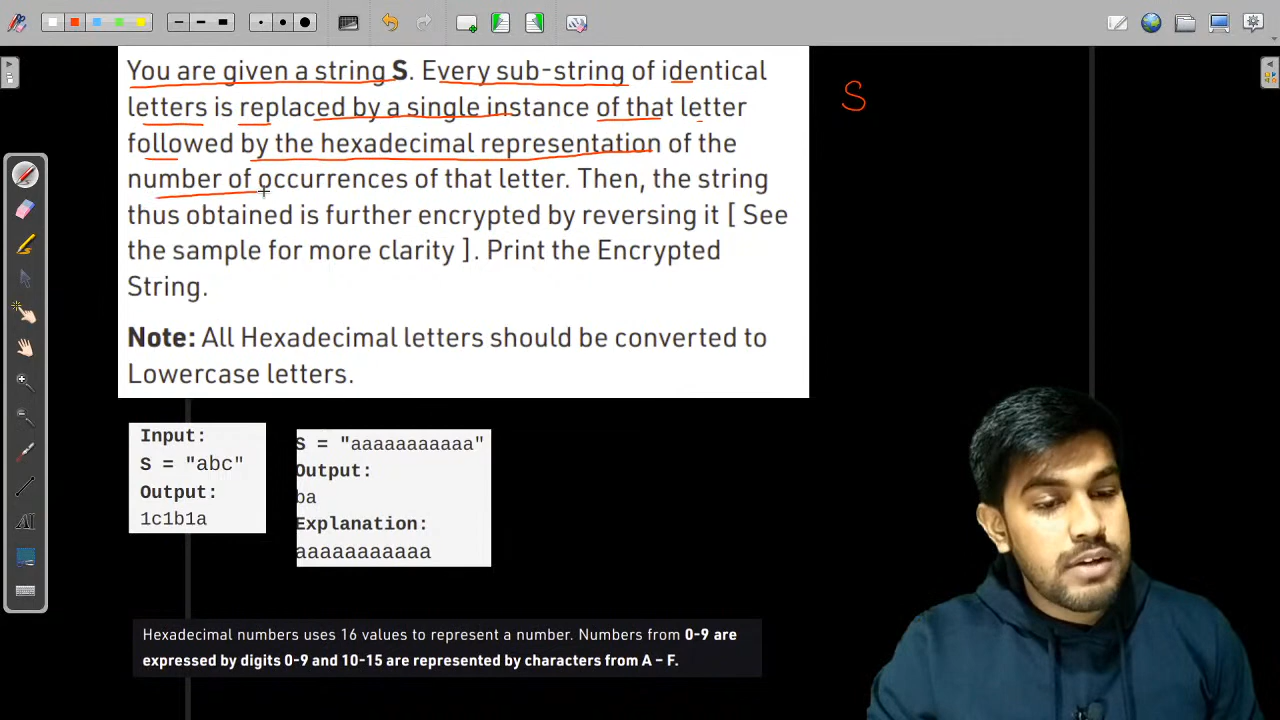 You are given a string S. Every sub-string of identical
letters is replaced by a single instance of that letter
followed by the hexadecimal representation of the
number of occurrences of that letter. Then, the string
thus obtained is further encrypted by reversing it [ See
the sample for more clarity ]. Print the Encrypted
String.
Note: All Hexadecimal letters should be converted to
Lowercase letters.
S
Input:
S = "abc"
Output:
1c1b1a
S = "aaaaaaaaaaa"
Output:
ba
Explanation:
aaaaaaaaaaa
Hexadecimal numbers uses 16 values to represent a number. Numbers from 0-9 are
expressed by digits 0-9 and 10-15 are represented by characters from A – F.